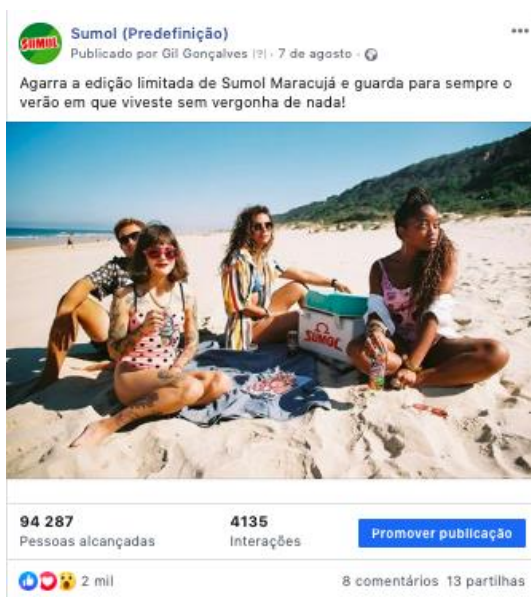 SUMOL
Sumol (Predefinição)
Publicado por Gil Gonçalves [?] · 7 de agosto ·
Agarra a edição limitada de Sumol Maracujá e guarda para sempre o
verão em que viveste sem vergonha de nada!
SUMOL
94 287
Pessoas alcançadas
4135
Interações
Promover publicação
2 mil
8 comentários 13 partilhas